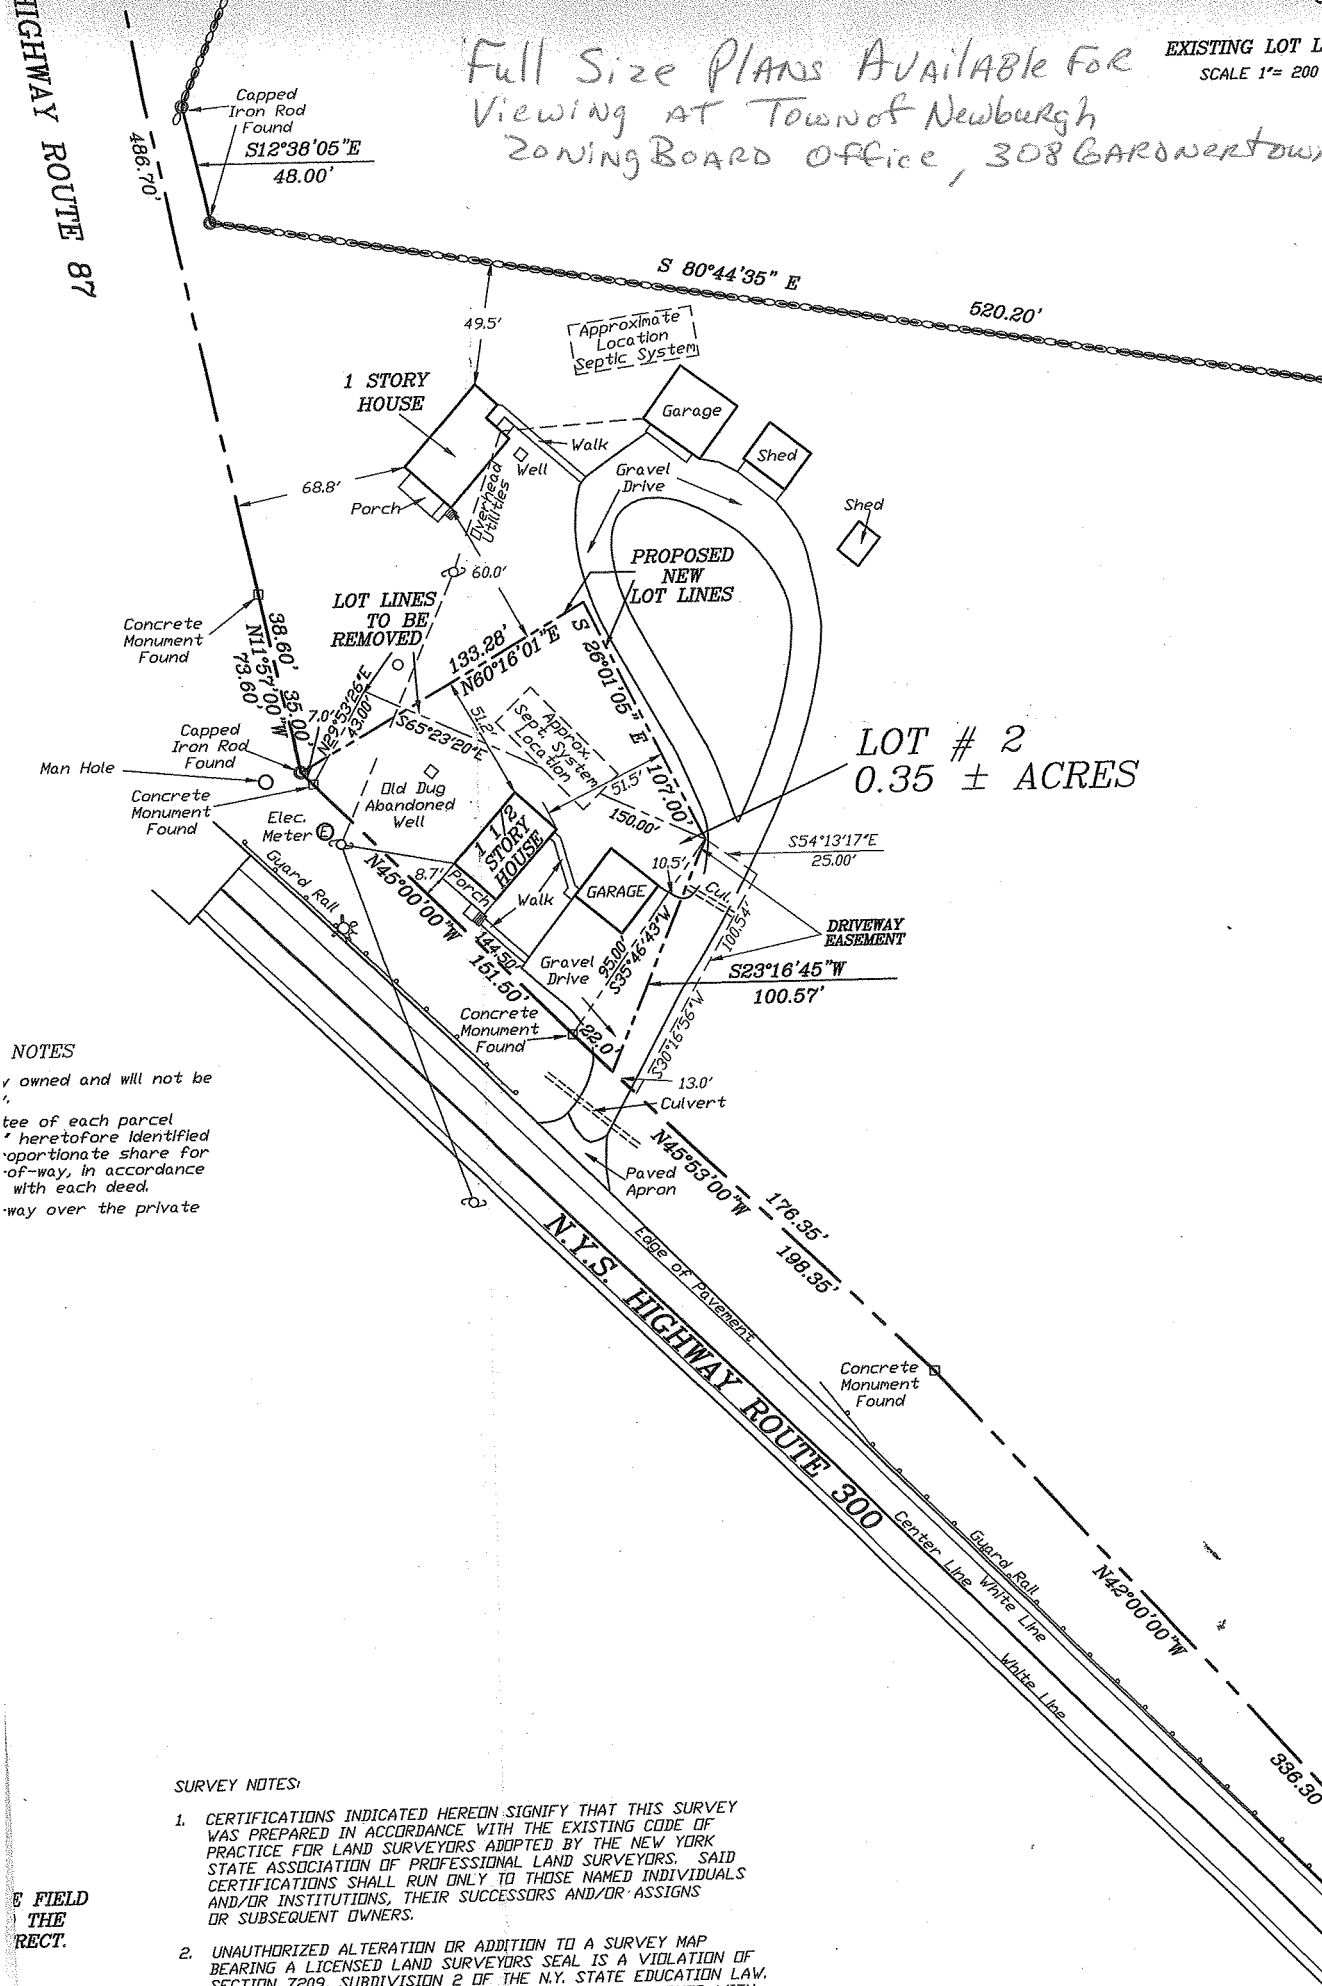 Full Size PLANS AVAilABle FOR
Viewing AT Town of Newburgh
ZONing BOARD Office, 308 GARDNERtown
EXISTING LOT L
SCALE 1"= 200
HIGHWAY ROUTE 87
486.70'
Capped
Iron Rod
Found
S12°38'05"E
48.00'
S 80°44'35" E
520.20'
49.5'
Approximate
Location
Septic System
1 STORY
HOUSE
Garage
Walk
Well
Shed
Gravel
Drive
68.8'
Porch
Overhead
Utilities
Shed
60.0'
PROPOSED
NEW
LOT LINES
LOT LINES
TO BE
REMOVED
Concrete
Monument
Found
38.60'
N11°57'00"W
73.60'
35.00'
133.28'
N60°16'01"E
S 26°01'05" E
107.00'
7.0'
N29°53'26"E
43.00'
S65°23'20"E
51.2'
Approx.
Sept. System
Location
51.5'
150.00'
LOT # 2
0.35 ± ACRES
Capped
Iron Rod
Found
Man Hole
Concrete
Monument
Found
Elec.
Meter
E
Old Dug
Abandoned
Well
1 1/2
STORY
HOUSE
S54°13'17"E
25.00'
10.5'
Cul.
8.7'
Porch
Walk
GARAGE
Guard Rail
N45°00'00"W
144.50'
151.50'
Gravel
Drive
95.00'
S35°46'43"W
100.54'
DRIVEWAY
EASEMENT
S23°16'45"W
100.57'
Concrete
Monument
Found
22.0'
S30°16'56"W
13.0'
Culvert
NOTES
y owned and will not be
tee of each parcel
" heretofore identified
oportionate share for
-of-way, in accordance
with each deed.
-way over the private
N45°53'00"W
176.35'
198.35'
Paved
Apron
Edge of Pavement
N.Y.S. HIGHWAY ROUTE 300
Concrete
Monument
Found
Center Line
White Line
Guard Rail
N42°00'00"W
White Line
336.30
SURVEY NOTES:
1. CERTIFICATIONS INDICATED HEREON SIGNIFY THAT THIS SURVEY
WAS PREPARED IN ACCORDANCE WITH THE EXISTING CODE OF
PRACTICE FOR LAND SURVEYORS ADOPTED BY THE NEW YORK
STATE ASSOCIATION OF PROFESSIONAL LAND SURVEYORS. SAID
CERTIFICATIONS SHALL RUN ONLY TO THOSE NAMED INDIVIDUALS
AND/OR INSTITUTIONS, THEIR SUCCESSORS AND/OR ASSIGNS
OR SUBSEQUENT OWNERS.
E FIELD
THE
RECT.
2. UNAUTHORIZED ALTERATION OR ADDITION TO A SURVEY MAP
BEARING A LICENSED LAND SURVEYORS SEAL IS A VIOLATION OF
SECTION 7209, SUBDIVISION 2 OF THE N.Y. STATE EDUCATION LAW.